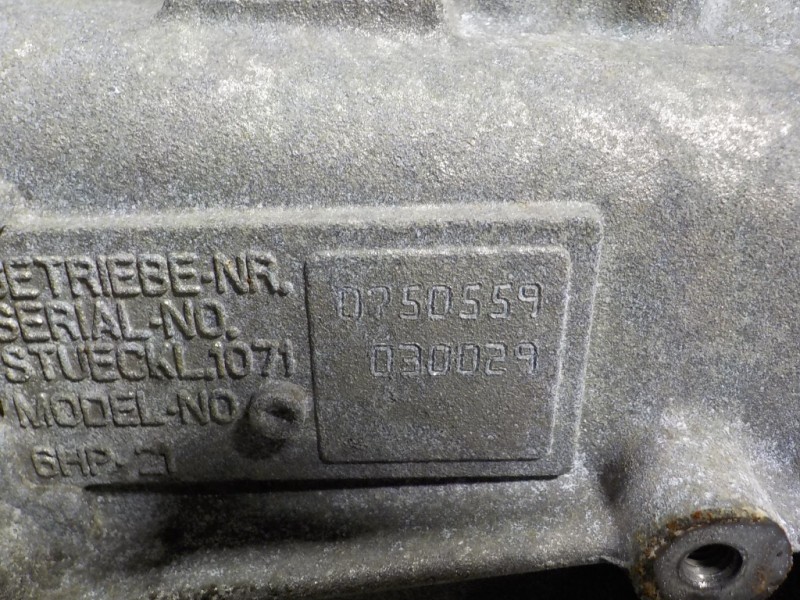 GETRIEBE-NR. 0750559
SERIAL-NO.
STUECKL.1071 030029
MODEL-NO
6HP-21